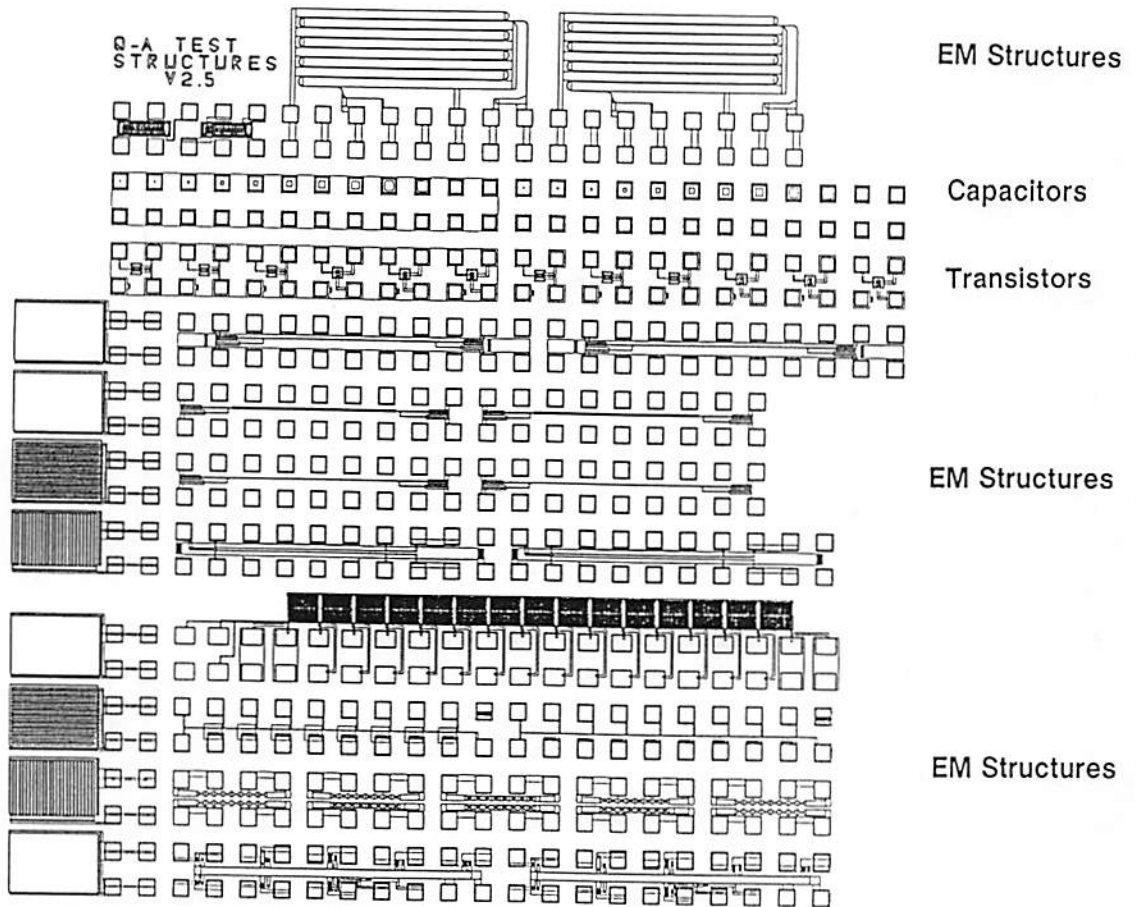 Q-A TEST
STRUCTURES
V2.5
EM Structures
Capacitors
Transistors
EM Structures
EM Structures